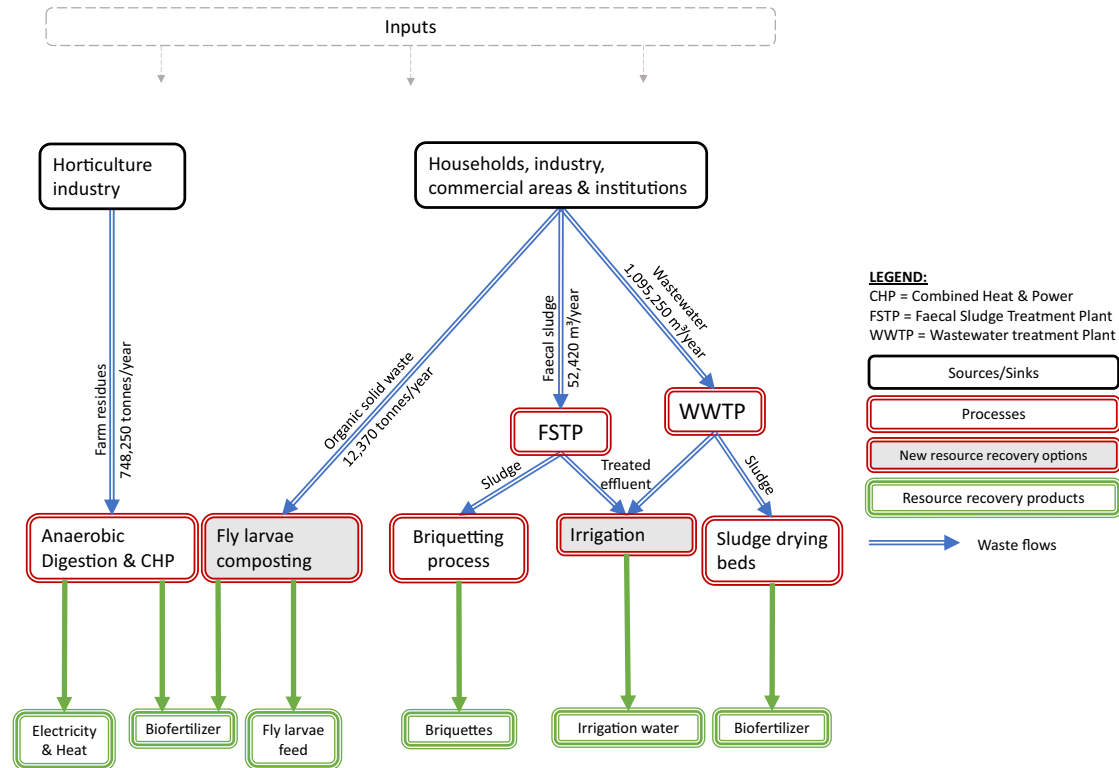 Inputs
Horticulture
industry
Households, industry,
commercial areas & institutions
Farm residues
748,250 tonnes/year
Organic solid waste
12,370 tonnes/year
Faecal sludge
52,420 m³/year
Wastewater
1,095,250 m³/year
LEGEND:
CHP = Combined Heat & Power
FSTP = Faecal Sludge Treatment Plant
WWTP = Wastewater treatment Plant
Sources/Sinks
Processes
New resource recovery options
Resource recovery products
Waste flows
FSTP
WWTP
Sludge
Treated
effluent
Sludge
Anaerobic
Digestion & CHP
Fly larvae
composting
Briquetting
process
Irrigation
Sludge drying
beds
Electricity
& Heat
Biofertilizer
Fly larvae
feed
Briquettes
Irrigation water
Biofertilizer